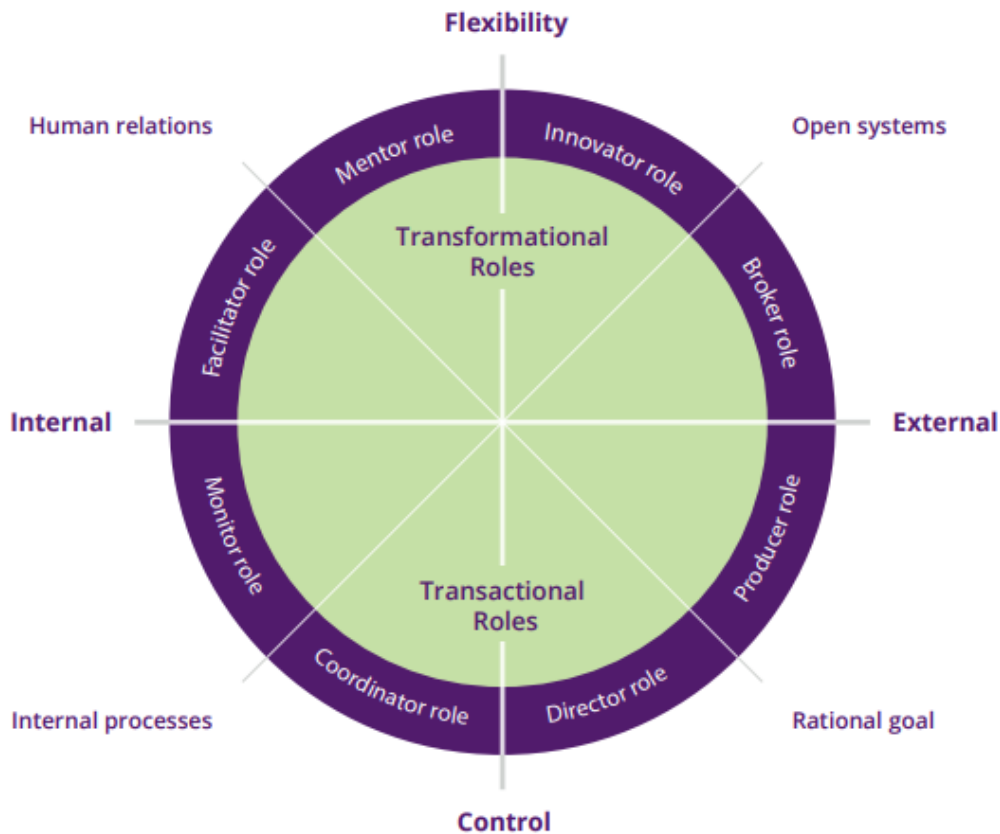 Flexibility
Human relations
Open systems
Mentor role
Innovator role
Transformational
Roles
Facilitator role
Broker role
Internal
External
Monitor role
Producer role
Transactional
Roles
Coordinator role
Director role
Internal processes
Rational goal
Control